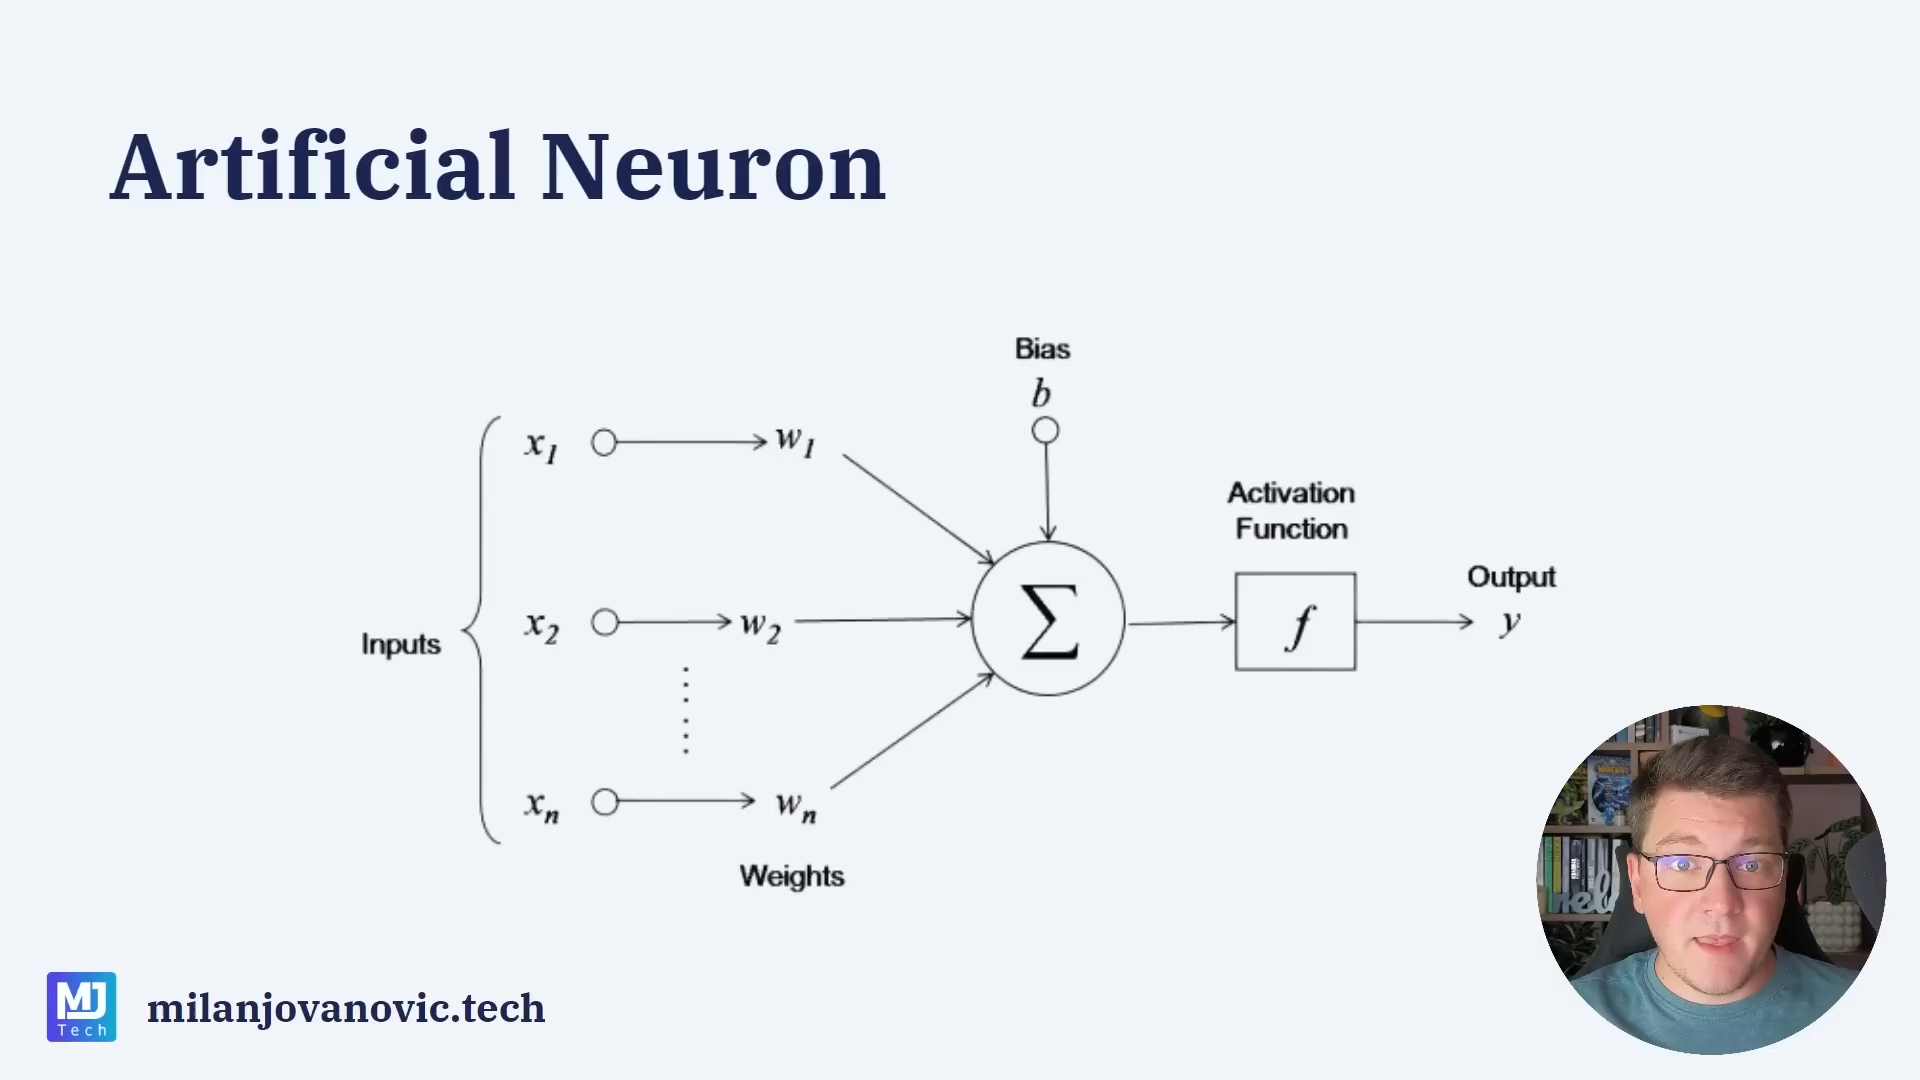 Artificial Neuron
Bias
b
x1
w1
Activation
Function
Output
Inputs
x2
w2
Σ
f
y
xn
wn
Weights
MJ
Tech
milanjovanovic.tech